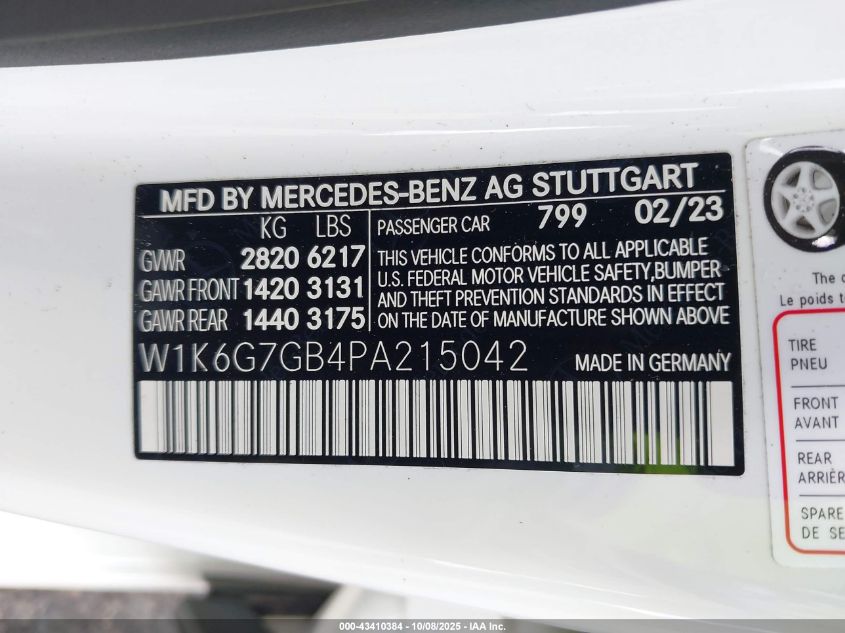 MFD BY MERCEDES-BENZ AG STUTTGART
KG LBS
GVWR 2820 6217
GAWR FRONT 1420 3131
GAWR REAR 1440 3175
PASSENGER CAR 799 02/23
THIS VEHICLE CONFORMS TO ALL APPLICABLE
U.S. FEDERAL MOTOR VEHICLE SAFETY, BUMPER
AND THEFT PREVENTION STANDARDS IN EFFECT
ON THE DATE OF MANUFACTURE SHOWN ABOVE
W1K6G7GB4PA215042 MADE IN GERMANY
The
Le poids
TIRE
PNEU
FRONT
AVANT
REAR
ARRIÈR
SPARE
DE SE
000-43410384 - 10/08/2025 - IAA Inc.